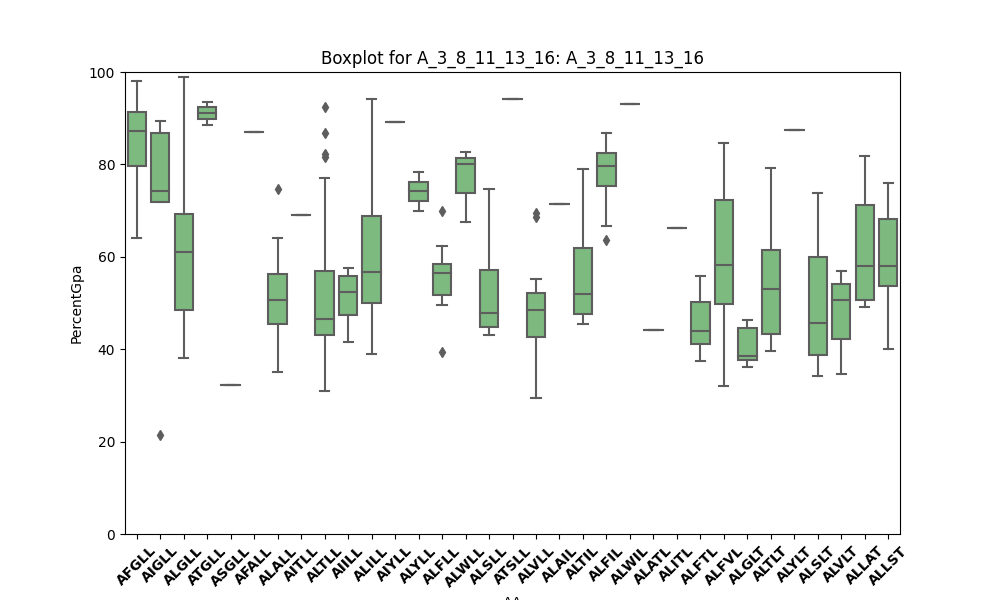 Boxplot for A_3_8_11_13_16: A_3_8_11_13_16
PercentGpa
100
80
60
40
20
0
AFGLL
AIGLL
ALGLL
ATGLL
ASGLL
AFALL
ALALL
AITLL
ALTLL
AIILL
ALILL
AIYLL
ALYLL
ALFLL
ALWLL
ALSLL
ATSLL
ALVLL
ALAIL
ALTIL
ALFIL
ALWIL
ALATL
ALITL
ALFTL
ALFVL
ALGLT
ALTLT
ALYLT
ALSLT
ALVLT
ALLAT
ALLST